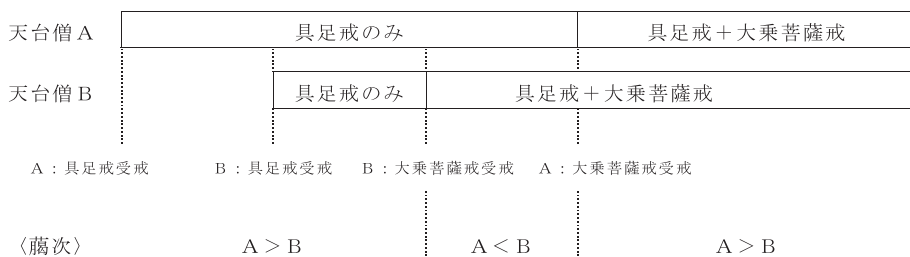 天台僧A 具足戒のみ 具足戒＋大乗菩薩戒
天台僧B 具足戒のみ 具足戒＋大乗菩薩戒
A：具足戒受戒 B：具足戒受戒 B：大乗菩薩戒受戒 A：大乗菩薩戒受戒
〈﨟次〉 A＞B A＜B A＞B